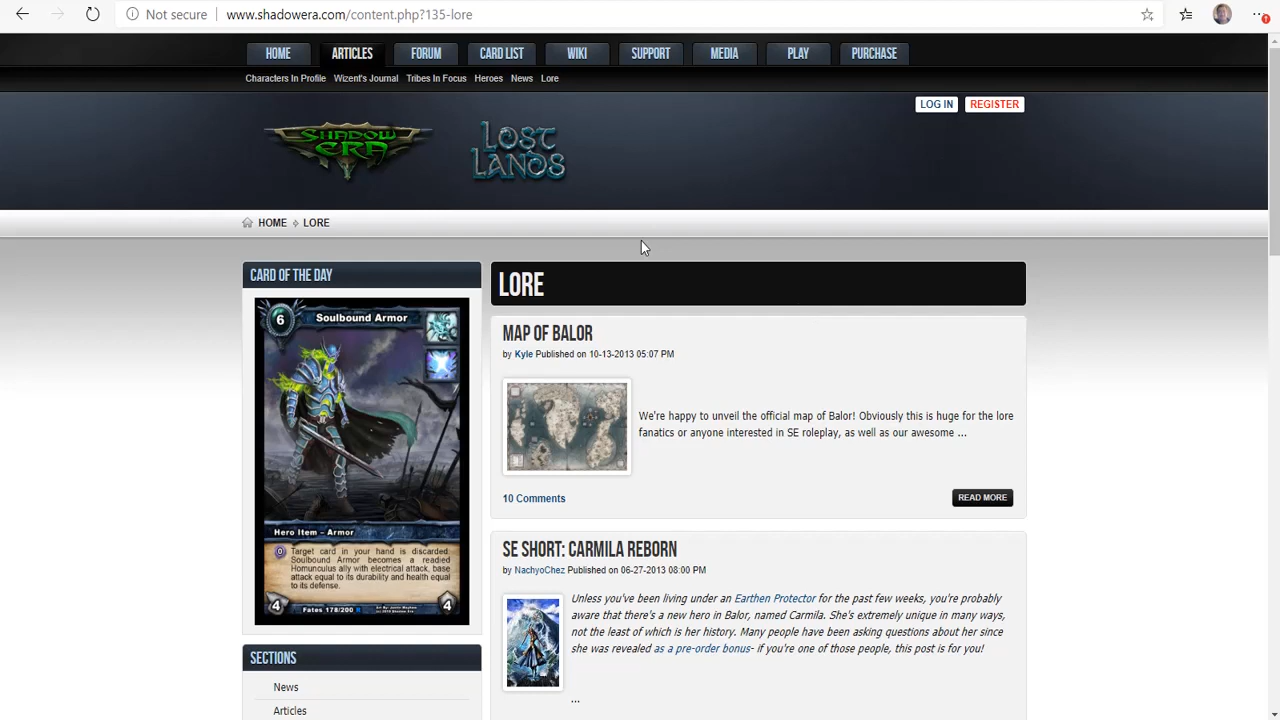 Not secure www.shadowera.com/content.php?135-lore
HOME ARTICLES FORUM CARD LIST WIKI SUPPORT MEDIA PLAY PURCHASE
Characters In Profile Wizent's Journal Tribes In Focus Heroes News Lore
LOG IN REGISTER
SHADOW ERA
LOST LANDS
HOME LORE
CARD OF THE DAY
6 Soulbound Armor
Hero Item - Armor
0 Target card in your hand is discarded.
Soulbound Armor becomes a readied
Homunculus ally with electrical attack, base
attack equal to its durability and health equal
to its defense.
4 Fates 178/200 4
SECTIONS
News
Articles
LORE
MAP OF BALOR
by Kyle Published on 10-13-2013 05:07 PM
We're happy to unveil the official map of Balor! Obviously this is huge for the lore
fanatics or anyone interested in SE roleplay, as well as our awesome ...
10 Comments READ MORE
SE SHORT: CARMILA REBORN
by NachyoChez Published on 06-27-2013 08:00 PM
Unless you've been living under an Earthen Protector for the past few weeks, you're probably
aware that there's a new hero in Balor, named Carmila. She's extremely unique in many ways,
not the least of which is her history. Many people have been asking questions about her since
she was revealed as a pre-order bonus- if you're one of those people, this post is for you!
...